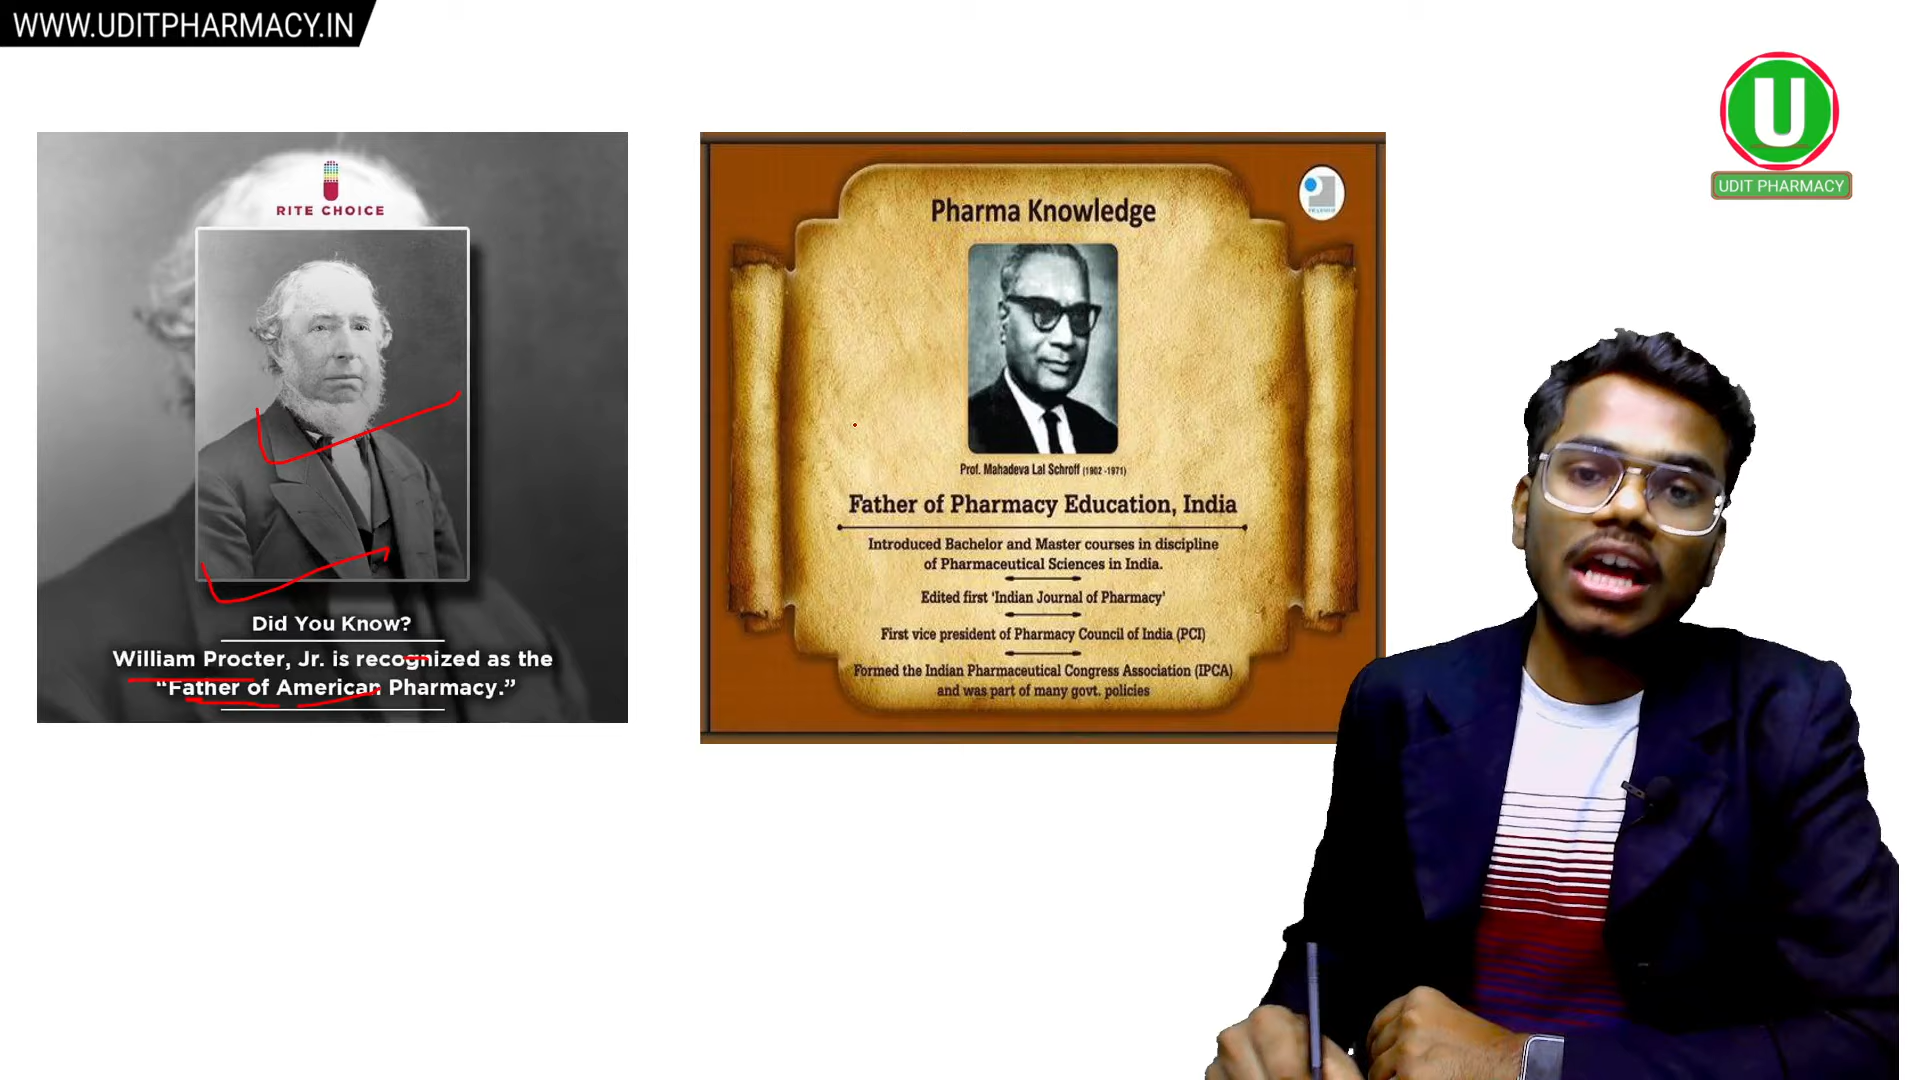 WWW.UDITPHARMACY.IN
U
UDIT PHARMACY
RITE CHOICE
Did You Know?
William Procter, Jr. is recognized as the
“Father of American Pharmacy.”
Pharma Knowledge
Prof. Mahadeva Lal Schroff (1902 -1971)
Father of Pharmacy Education, India
Introduced Bachelor and Master courses in discipline
of Pharmaceutical Sciences in India.
Edited first ‘Indian Journal of Pharmacy’
First vice president of Pharmacy Council of India (PCI)
Formed the Indian Pharmaceutical Congress Association (IPCA)
and was part of many govt. policies